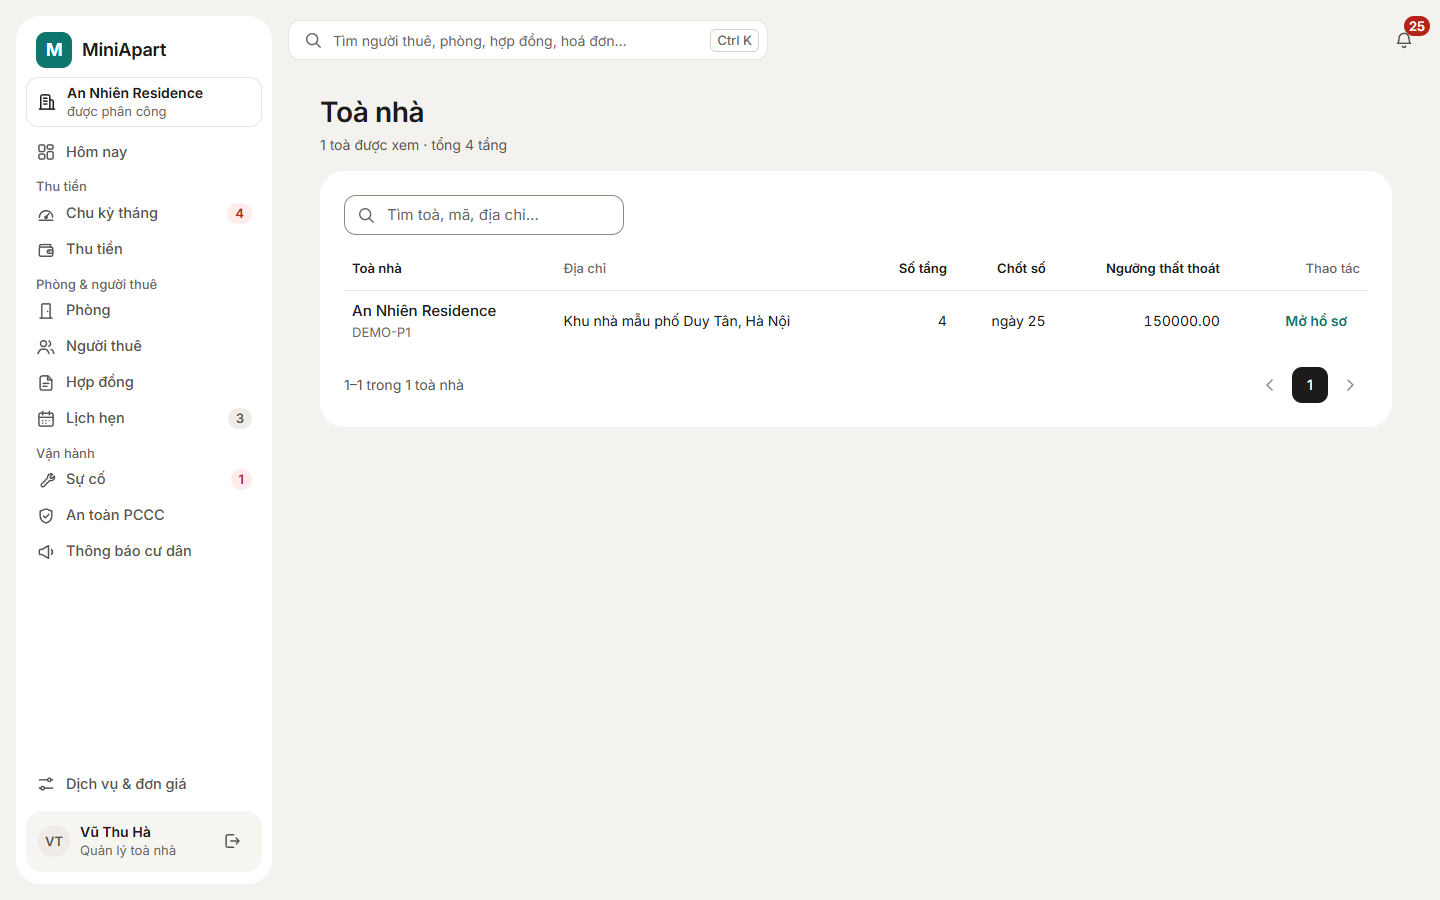 M MiniApart
An Nhiên Residence
được phân công
Hôm nay
Thu tiền
Chu kỳ tháng 4
Thu tiền
Phòng & người thuê
Phòng
Người thuê
Hợp đồng
Lịch hẹn 3
Vận hành
Sự cố 1
An toàn PCCC
Thông báo cư dân
Dịch vụ & đơn giá
VT
Vũ Thu Hà
Quản lý toà nhà
Tìm người thuê, phòng, hợp đồng, hoá đơn... Ctrl K
25
Toà nhà
1 toà được xem · tổng 4 tầng
Tìm toà, mã, địa chỉ...
Toà nhà Địa chỉ Số tầng Chốt số Ngưỡng thất thoát Thao tác
An Nhiên Residence Khu nhà mẫu phố Duy Tân, Hà Nội 4 ngày 25 150000.00 Mở hồ sơ
DEMO-P1
1–1 trong 1 toà nhà 1